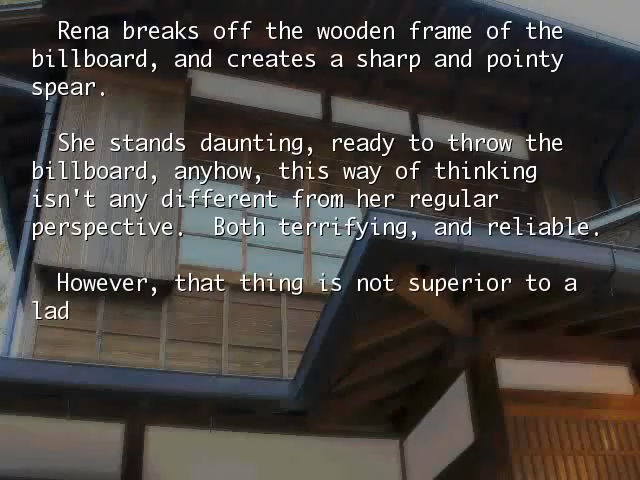 Rena breaks off the wooden frame of the
billboard, and creates a sharp and pointy
spear.
She stands daunting, ready to throw the
billboard, anyhow, this way of thinking
isn't any different from her regular
perspective.  Both terrifying, and reliable.
However, that thing is not superior to a
lad